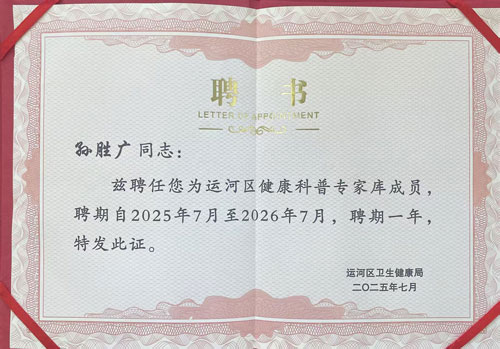 聘 书
LETTER OF APPOINTMENT
孙胜广同志：
兹聘任您为运河区健康科普专家库成员，
聘期自2025年7月至2026年7月，聘期一年，
特发此证。
运河区卫生健康局
二〇二五年七月